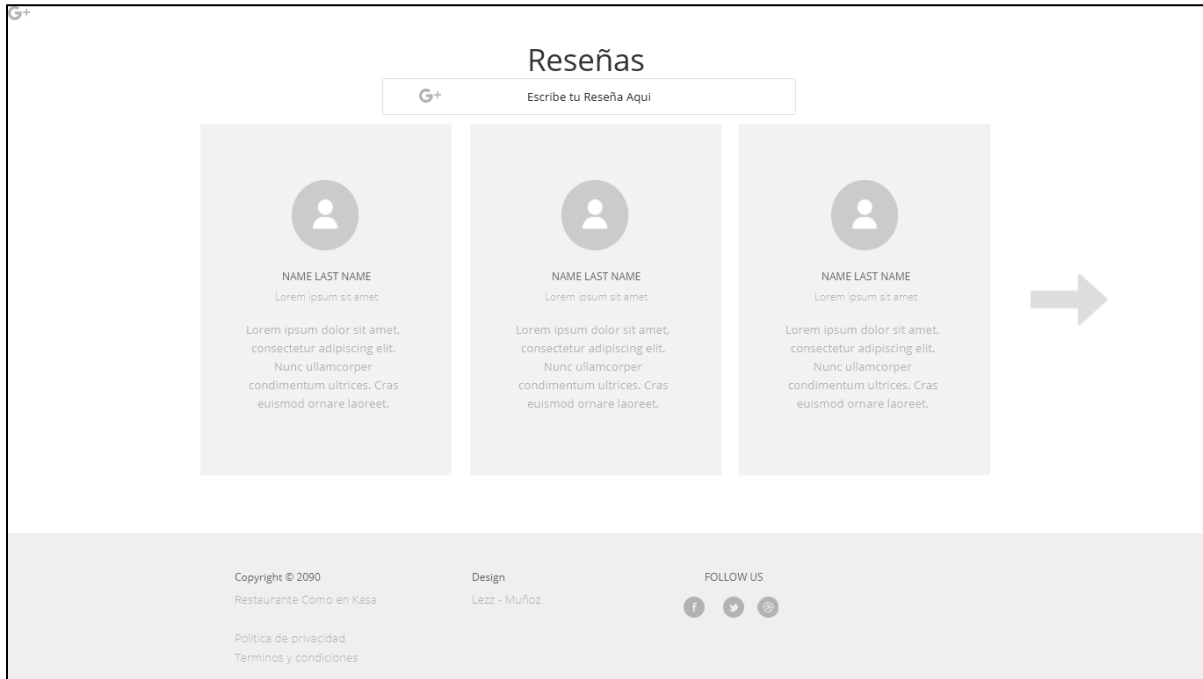 G+
Reseñas
G+ Escribe tu Reseña Aqui
NAME LAST NAME
Lorem ipsum sit amet
Lorem ipsum dolor sit amet,
consectetur adipiscing elit.
Nunc ullamcorper
condimentum ultrices. Cras
euismod ornare laoreet.
NAME LAST NAME
Lorem ipsum sit amet
Lorem ipsum dolor sit amet,
consectetur adipiscing elit.
Nunc ullamcorper
condimentum ultrices. Cras
euismod ornare laoreet.
NAME LAST NAME
Lorem ipsum sit amet
Lorem ipsum dolor sit amet,
consectetur adipiscing elit.
Nunc ullamcorper
condimentum ultrices. Cras
euismod ornare laoreet.
Copyright © 2090
Restaurante Como en Kasa
Politica de privacidad
Terminos y condiciones
Design
Lezz - Muñoz
FOLLOW US